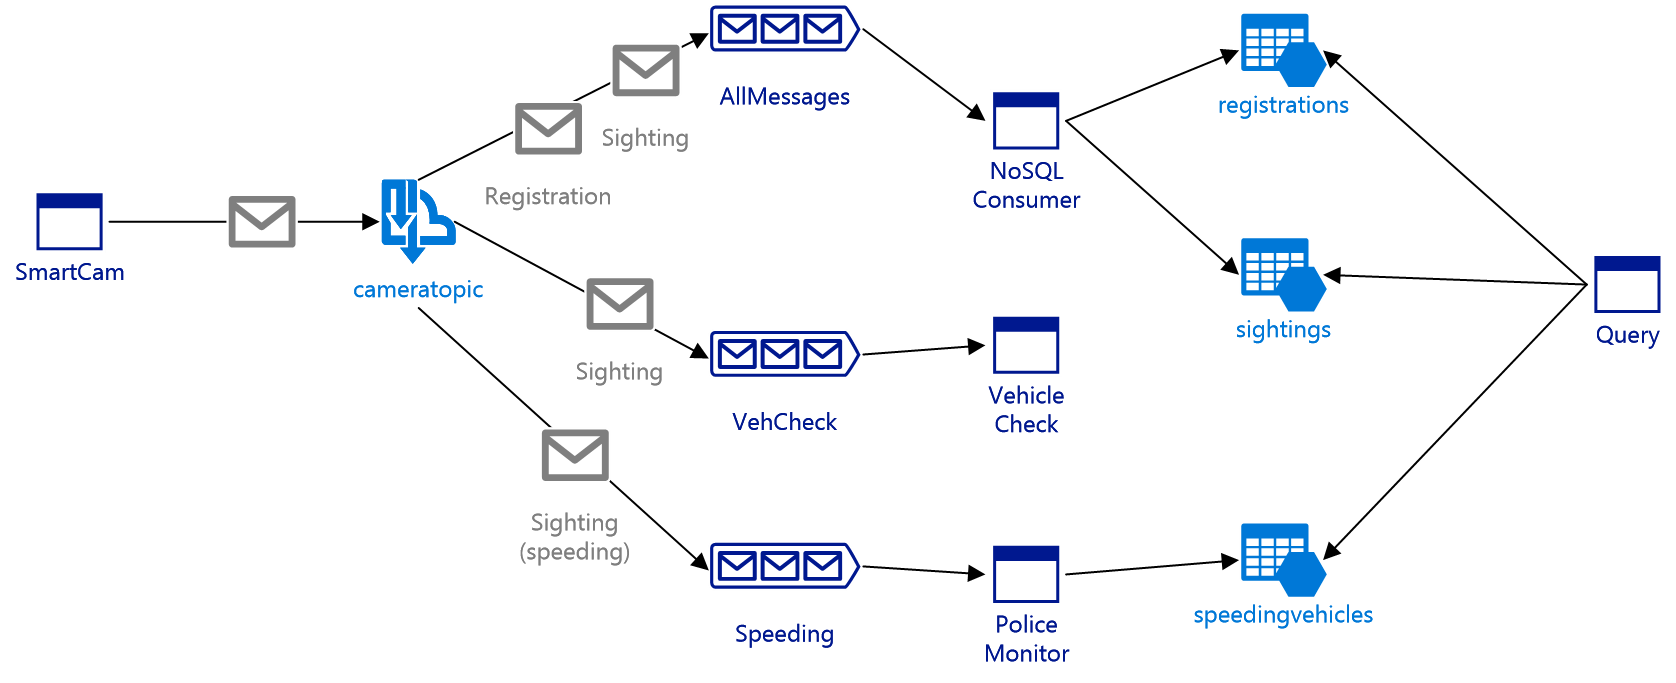 SmartCam
cameratopic
Registration
Sighting
AllMessages
NoSQL
Consumer
registrations
Sighting
VehCheck
Vehicle
Check
sightings
Query
Sighting
(speeding)
Speeding
Police
Monitor
speedingvehicles